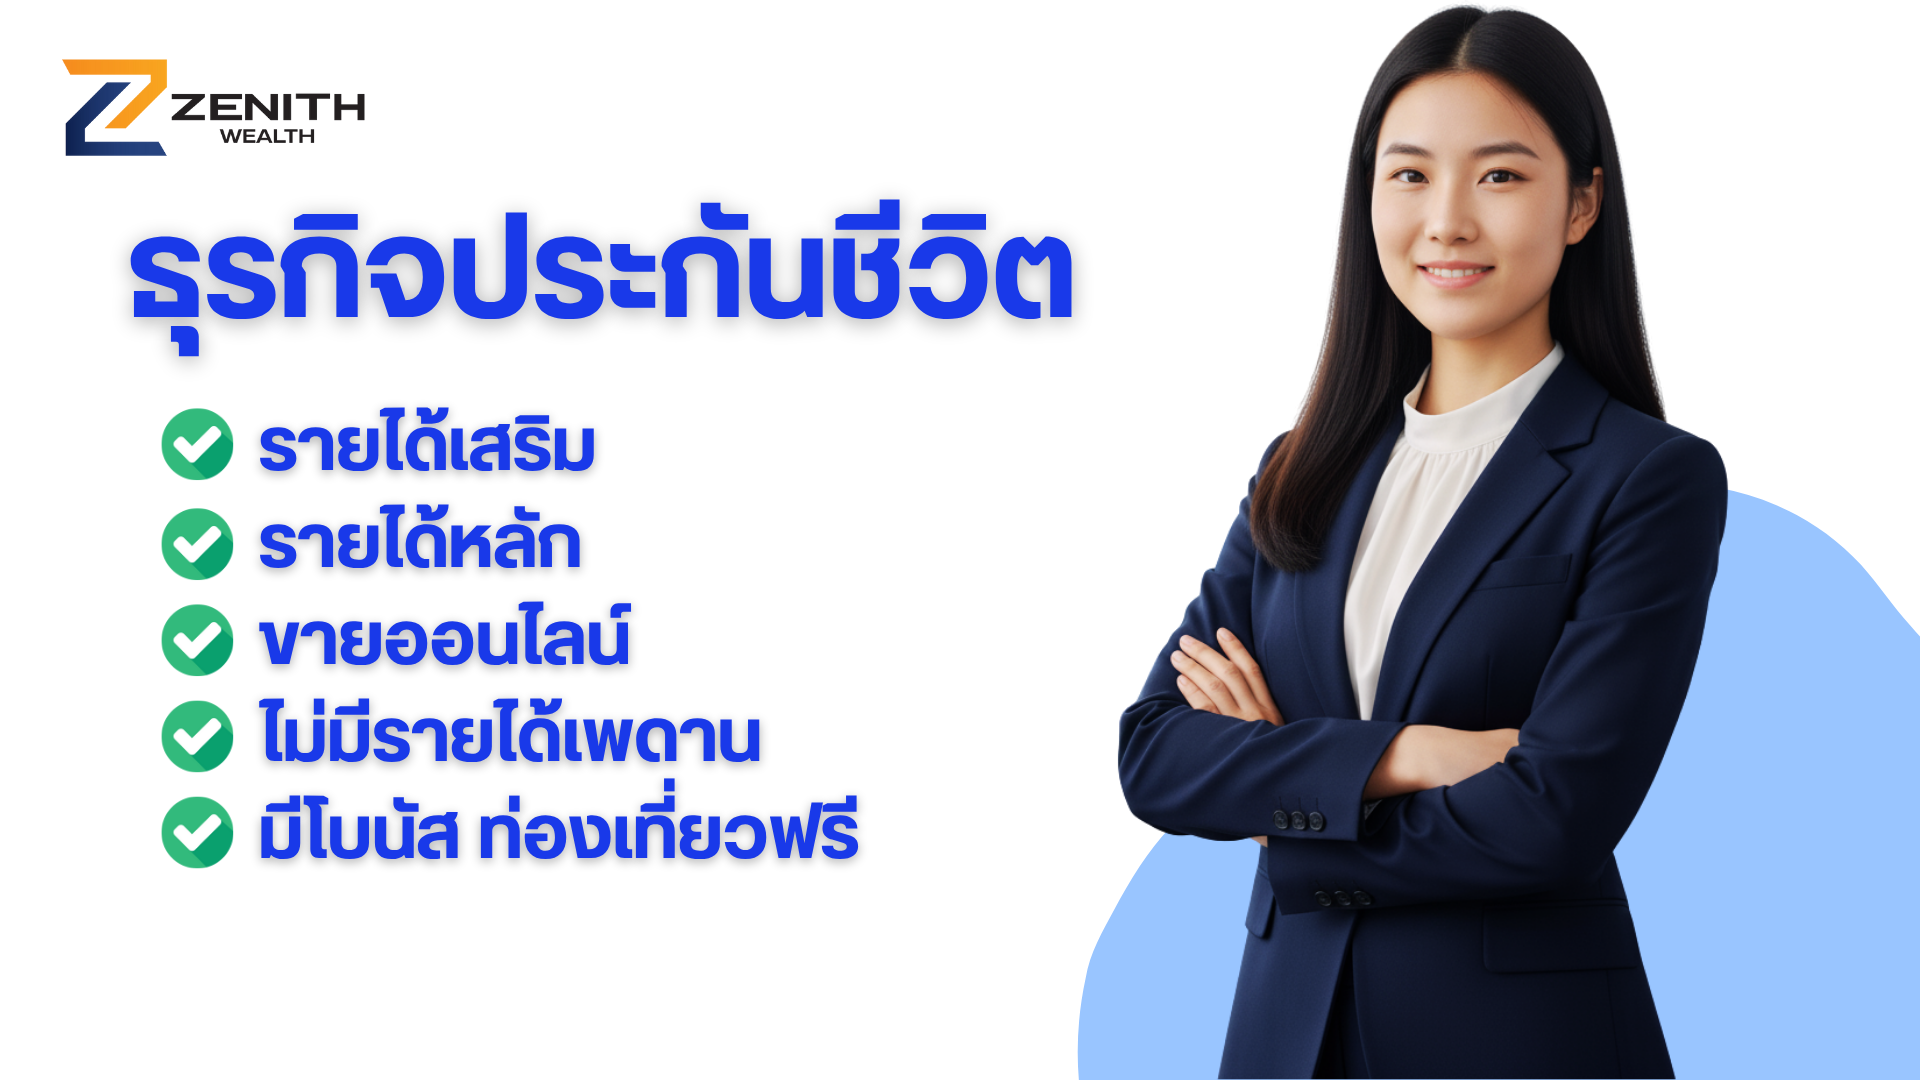 ZENITH
WEALTH
ธุรกิจประกันชีวิต
รายได้เสริม
รายได้หลัก
ขายออนไลน์
ไม่มีรายได้เพดาน
มีโบนัส ท่องเที่ยวฟรี